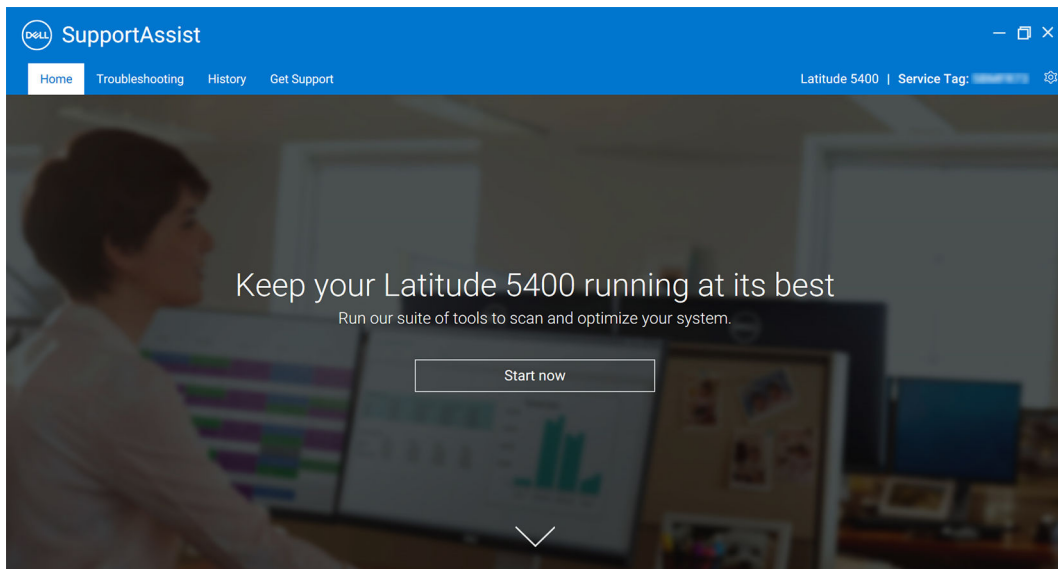 DELL SupportAssist
Home Troubleshooting History Get Support Latitude 5400 | Service Tag:
Keep your Latitude 5400 running at its best
Run our suite of tools to scan and optimize your system.
Start now